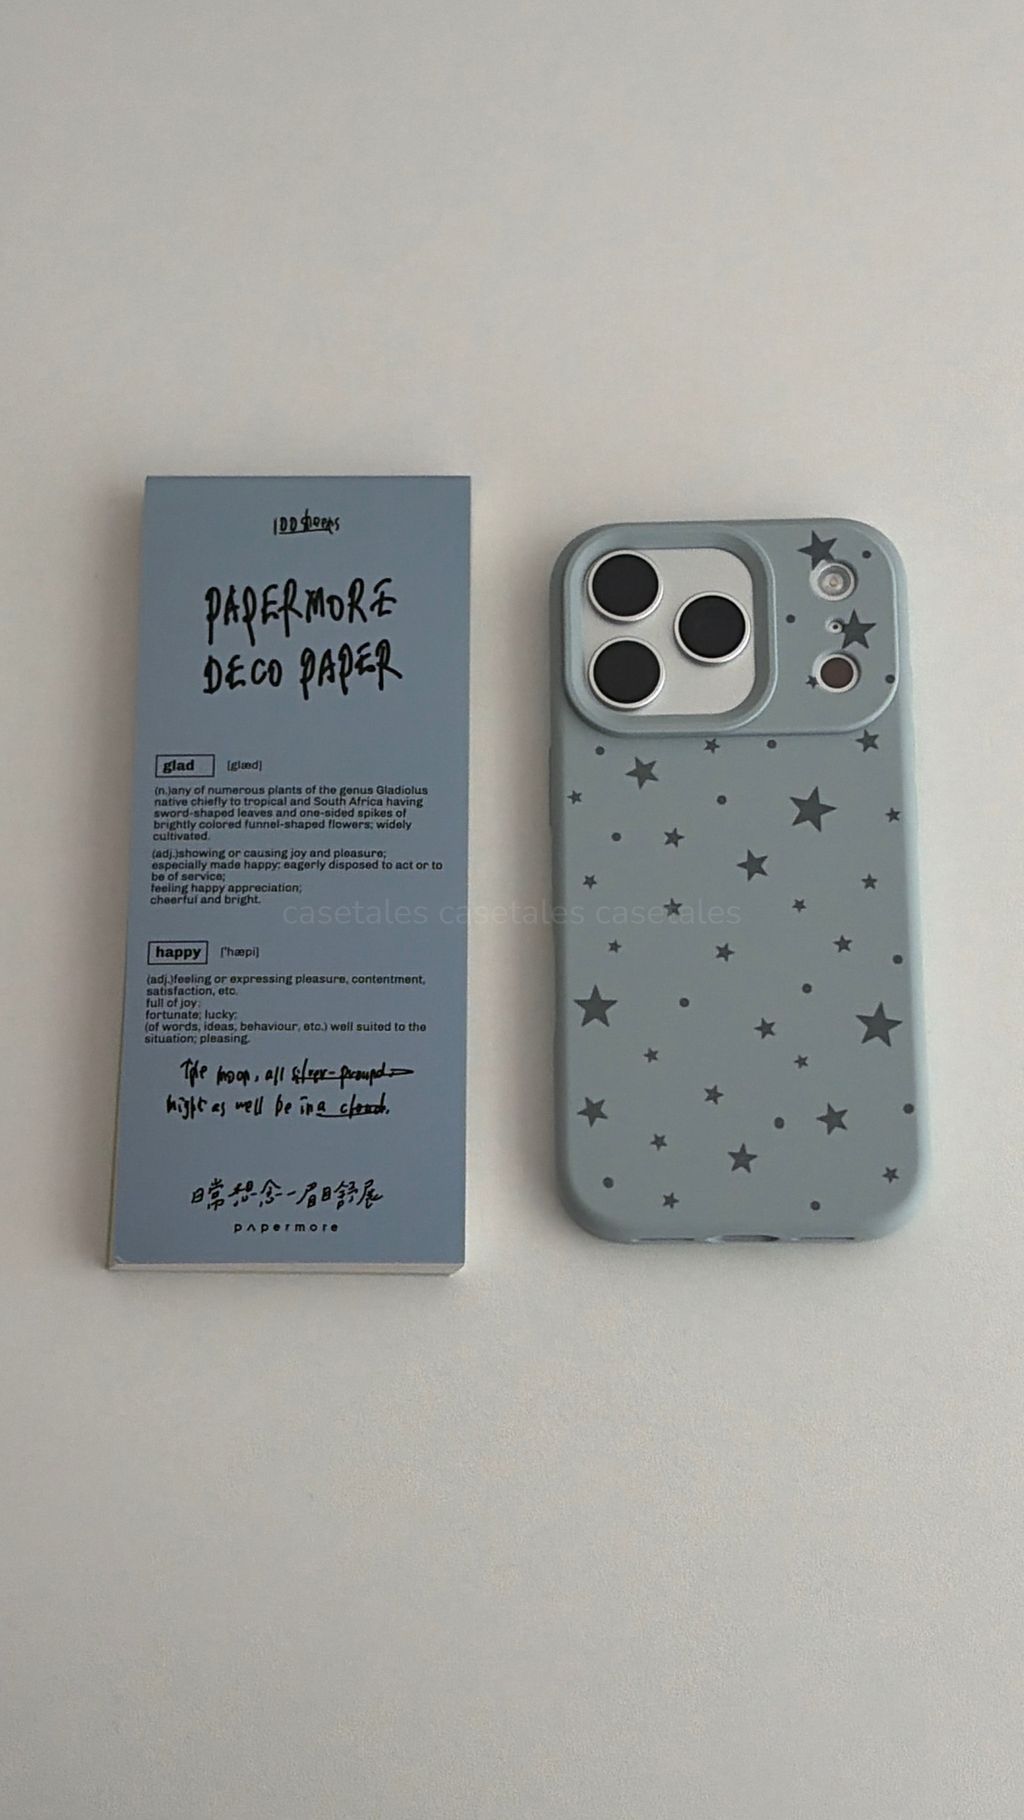 100 sheets
PAPERMORE
DECO PAPER
glad [glæd]
(n.)any of numerous plants of the genus Gladiolus
native chiefly to tropical and South Africa having
sword-shaped leaves and one-sided spikes of
brightly colored funnel-shaped flowers; widely
cultivated.
(adj.)showing or causing joy and pleasure;
especially made happy; eagerly disposed to act or to
be of service;
feeling happy appreciation;
cheerful and bright.
casetales casetales casetales
happy ['hæpi]
(adj.)feeling or expressing pleasure, contentment,
satisfaction, etc.
full of joy;
fortunate; lucky;
(of words, ideas, behaviour, etc.) well suited to the
situation; pleasing.
The moon, all
might as well be in a cloud.
日常想念一眉目舒展
pʌpermore